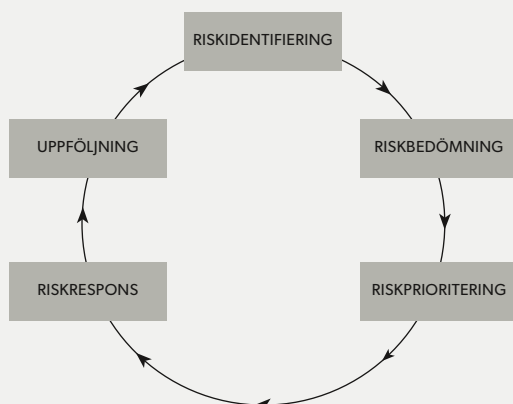 RISKIDENTIFIERING
UPPFÖLJNING
RISKBEDÖMNING
RISKRESPONS
RISKPRIORITERING